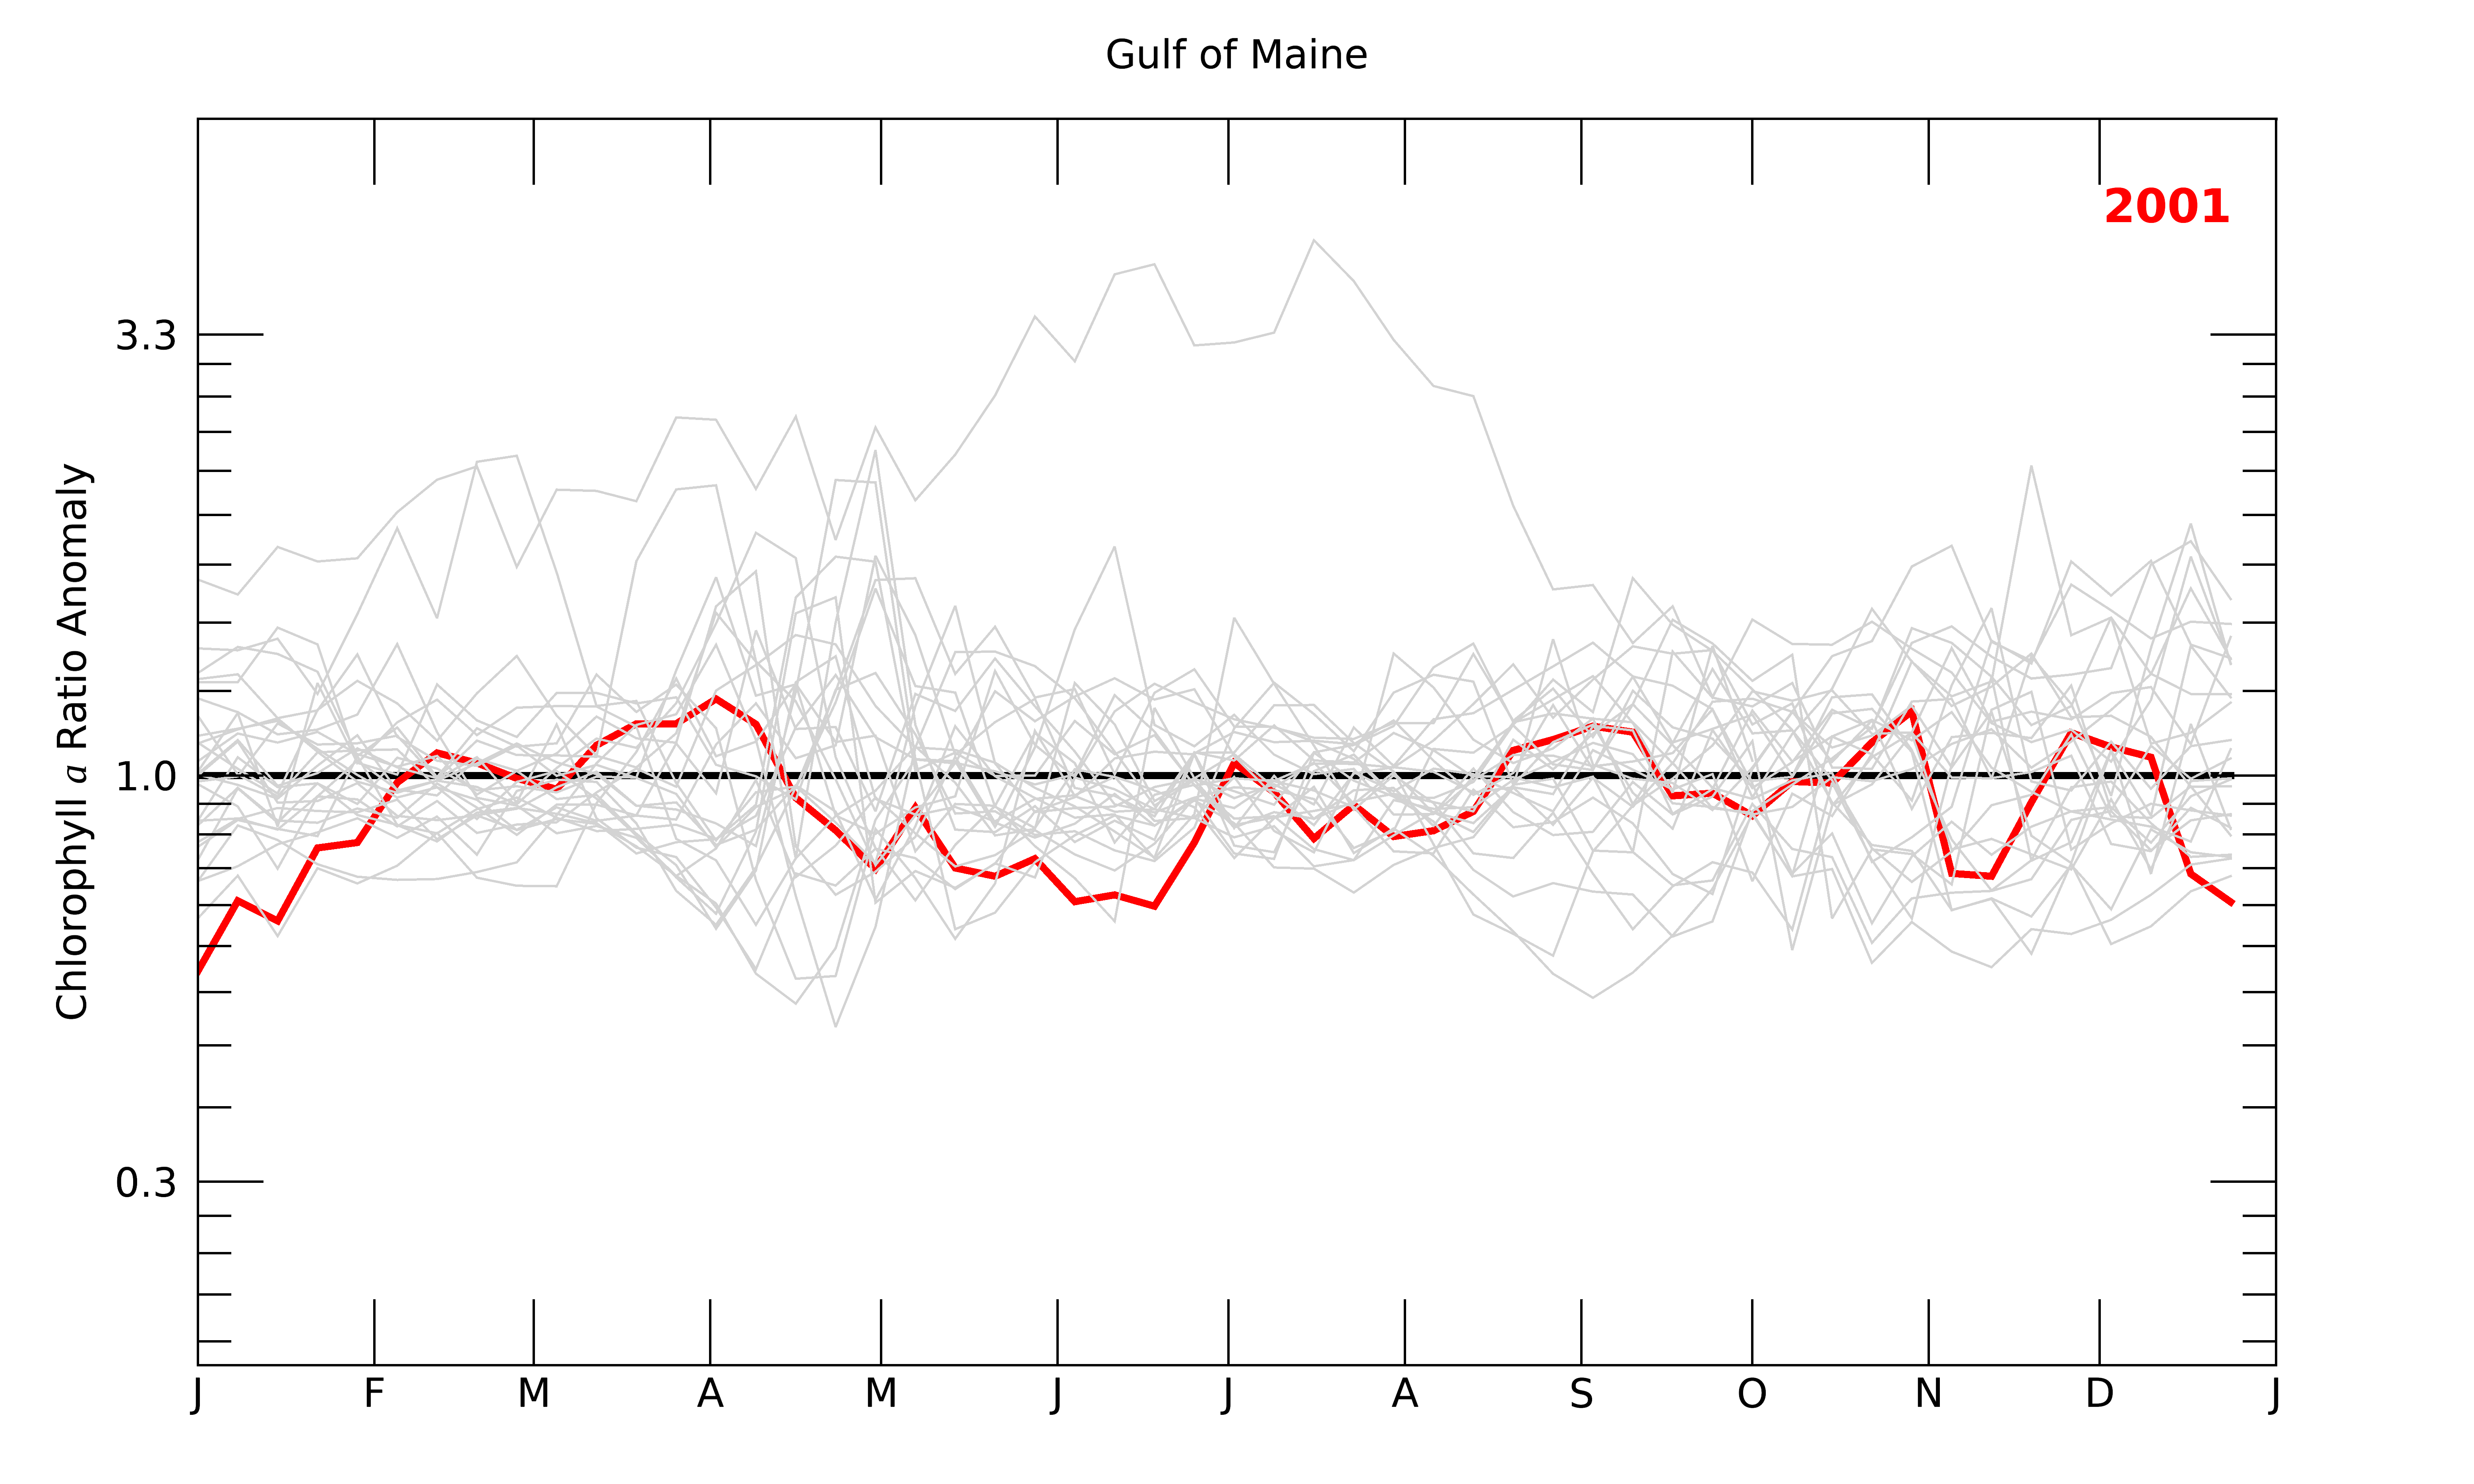 Gulf of Maine
2001
3.3
1.0
0.3
Chlorophyll a Ratio Anomaly
J F M A M J J A S O N D J